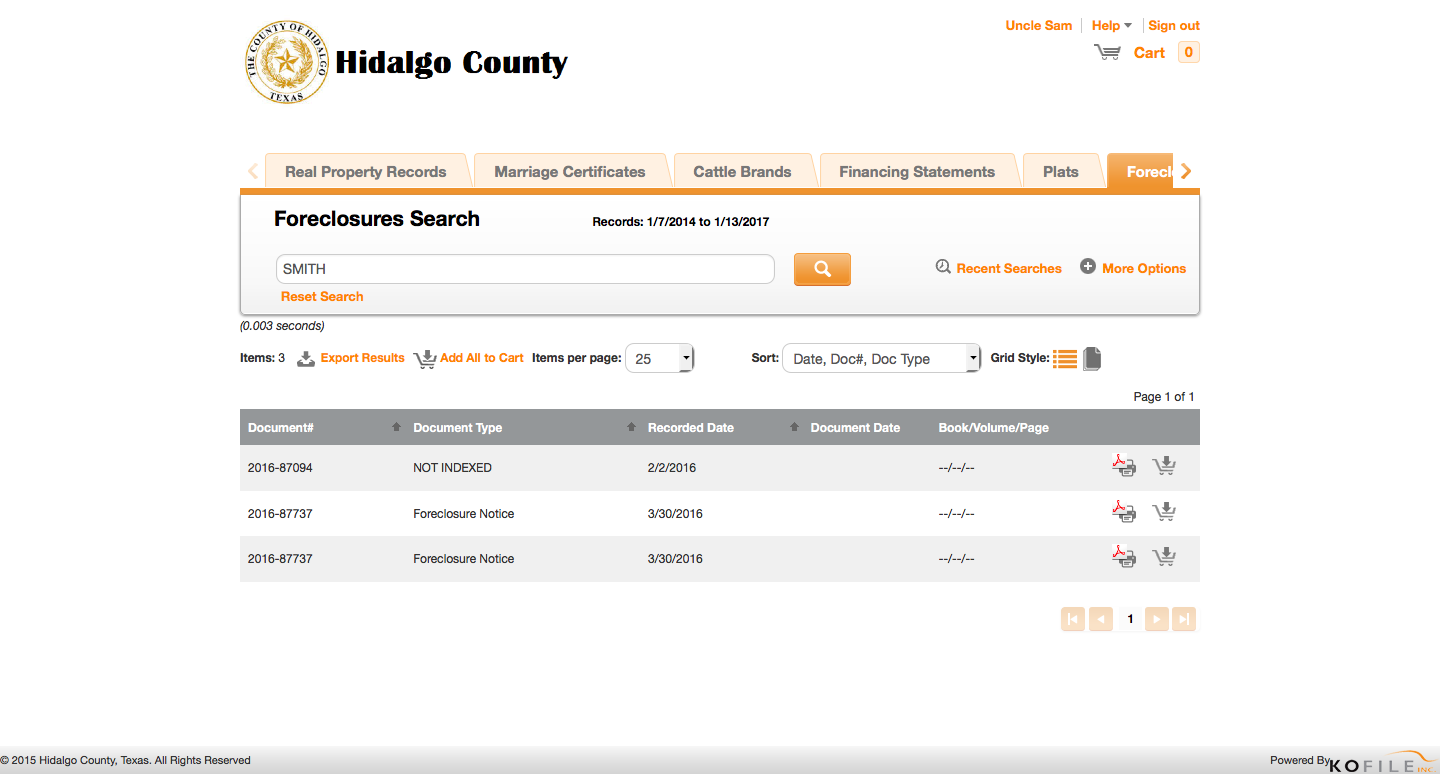 Uncle Sam Help Sign out
Cart 0
THE COUNTY OF HIDALGO
TEXAS
Hidalgo County
Real Property Records Marriage Certificates Cattle Brands Financing Statements Plats Forecl
Foreclosures Search Records: 1/7/2014 to 1/13/2017
SMITH Recent Searches More Options
Reset Search
(0.003 seconds)
Items: 3 Export Results Add All to Cart Items per page: 25 Sort: Date, Doc#, Doc Type Grid Style:
Page 1 of 1
Document# Document Type Recorded Date Document Date Book/Volume/Page
2016-87094 NOT INDEXED 2/2/2016 --/--/--
2016-87737 Foreclosure Notice 3/30/2016 --/--/--
2016-87737 Foreclosure Notice 3/30/2016 --/--/--
1
© 2015 Hidalgo County, Texas. All Rights Reserved Powered By KOFILE INC.